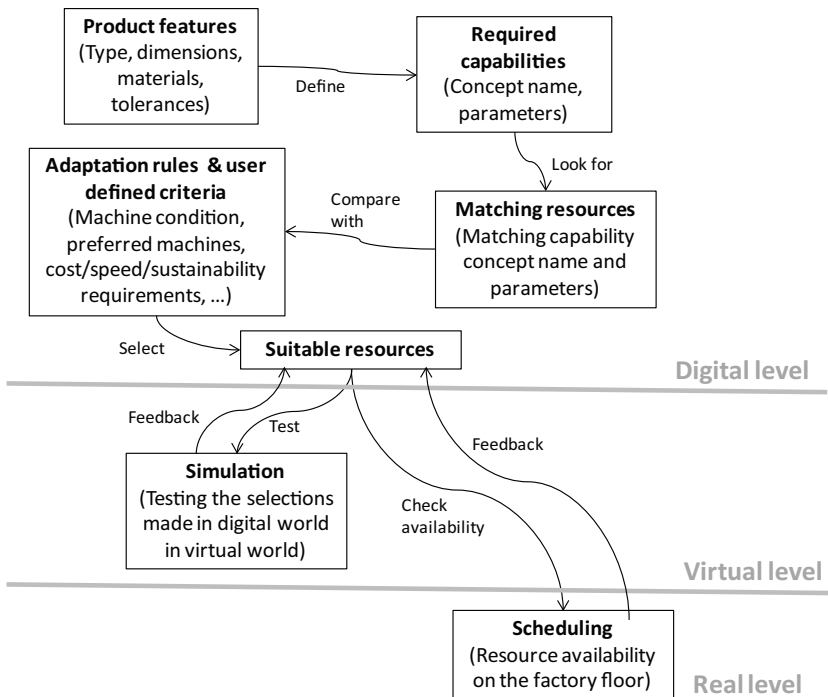 Product features
(Type, dimensions,
materials,
tolerances)
Define
Required
capabilities
(Concept name,
parameters)
Look for
Adaptation rules & user
defined criteria
(Machine condition,
preferred machines,
cost/speed/sustainability
requirements, ...)
Compare
with
Matching resources
(Matching capability
concept name and
parameters)
Select
Suitable resources
Digital level
Feedback
Test
Feedback
Simulation
(Testing the selections
made in digital world
in virtual world)
Check
availability
Virtual level
Scheduling
(Resource availability
on the factory floor)
Real level